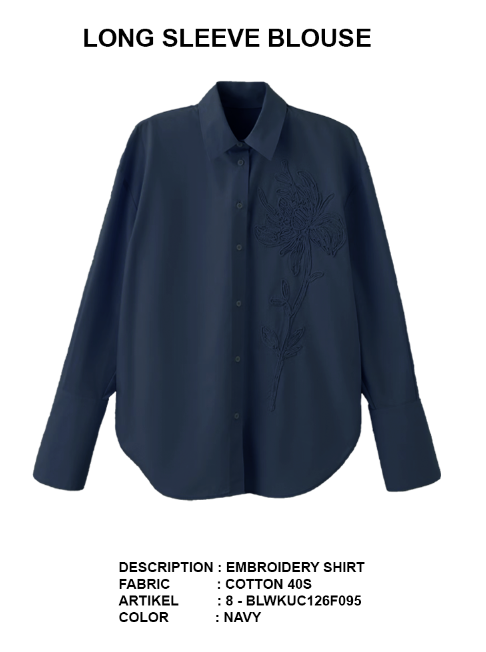 LONG SLEEVE BLOUSE
DESCRIPTION : EMBROIDERY SHIRT
FABRIC : COTTON 40S
ARTIKEL : 8 - BLWKUC126F095
COLOR : NAVY